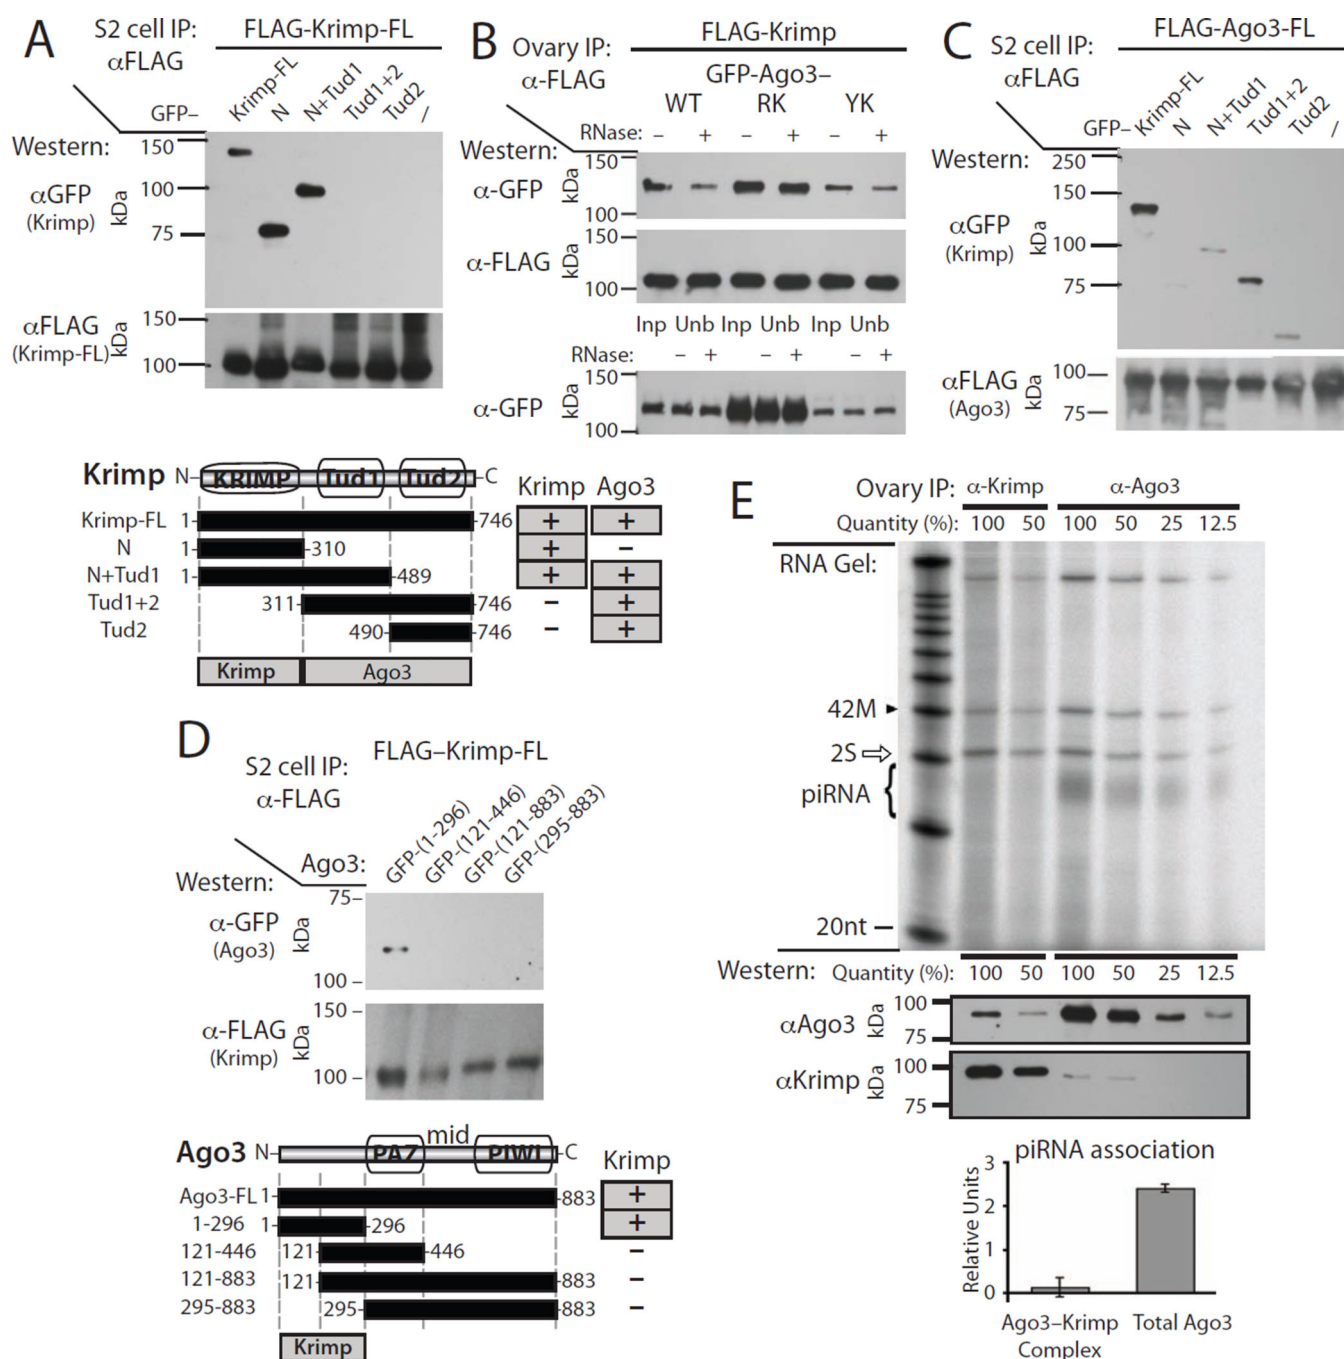 A
S2 cell IP:
αFLAG
FLAG-Krimp-FL
GFP–
Krimp-FL
N
N+Tud1
Tud1+2
Tud2
/
Western:
αGFP
(Krimp)
kDa
150
100
75
αFLAG
(Krimp-FL)
kDa
150
100
B
Ovary IP:
α-FLAG
FLAG-Krimp
GFP-Ago3–
WT RK YK
RNase: – + – + – +
Western:
α-GFP
kDa
150
100
α-FLAG
kDa
150
100
Inp Unb Inp Unb Inp Unb
RNase: – + – + – +
α-GFP
150
100
C
S2 cell IP:
αFLAG
FLAG-Ago3-FL
GFP–
Krimp-FL
N
N+Tud1
Tud1+2
Tud2
/
Western:
αGFP
(Krimp)
kDa
250
150
100
75
αFLAG
(Ago3)
kDa
100
75
Krimp N– KRIMP Tud1 Tud2 –C
Krimp Ago3
Krimp-FL 1- -746 + +
N 1- -310 + –
N+Tud1 1- -489 + +
Tud1+2 311- -746 – +
Tud2 490- -746 – +
Krimp Ago3
D
S2 cell IP:
α-FLAG
FLAG–Krimp-FL
Ago3:
GFP-(1-296)
GFP-(121-446)
GFP-(121-883)
GFP-(295-883)
Western:
α-GFP
(Ago3)
kDa
75
100
α-FLAG
(Krimp)
kDa
150
100
Ago3 N– PAZ mid PIWI –C
Krimp
Ago3-FL 1- -883 +
1-296 1- -296 +
121-446 121- -446 –
121-883 121- -883 –
295-883 295- -883 –
Krimp
E
Ovary IP: α-Krimp α-Ago3
Quantity (%): 100 50 100 50 25 12.5
RNA Gel:
42M
2S
piRNA
20nt
Western: Quantity (%): 100 50 100 50 25 12.5
αAgo3
kDa
100
75
αKrimp
kDa
100
75
piRNA association
Relative Units
3
2
1
0
Ago3–Krimp Complex
Total Ago3